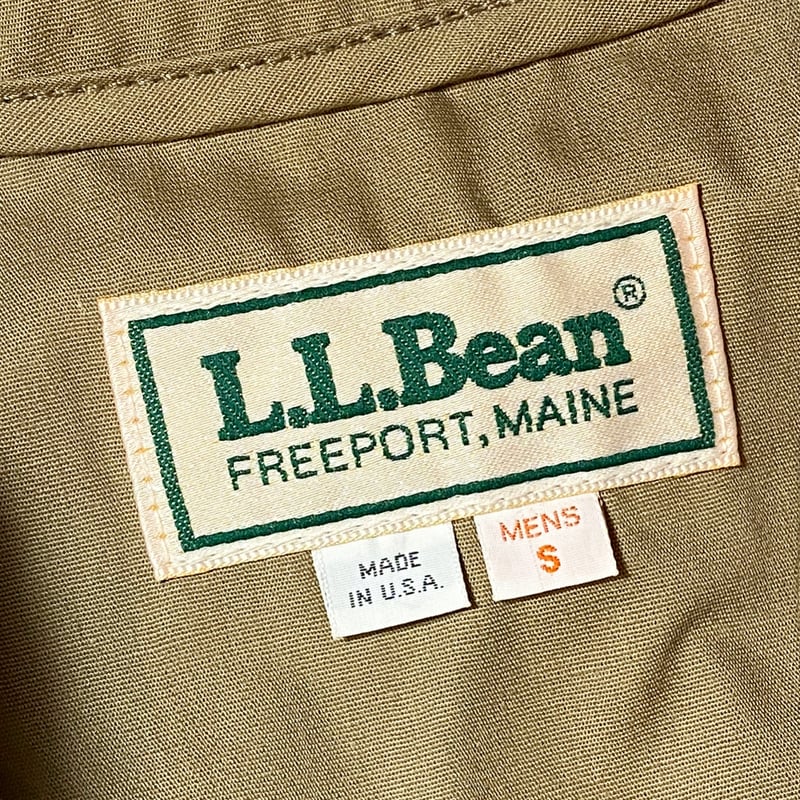 L.L.Bean®
FREEPORT, MAINE
MADE
IN U.S.A.
MENS
S